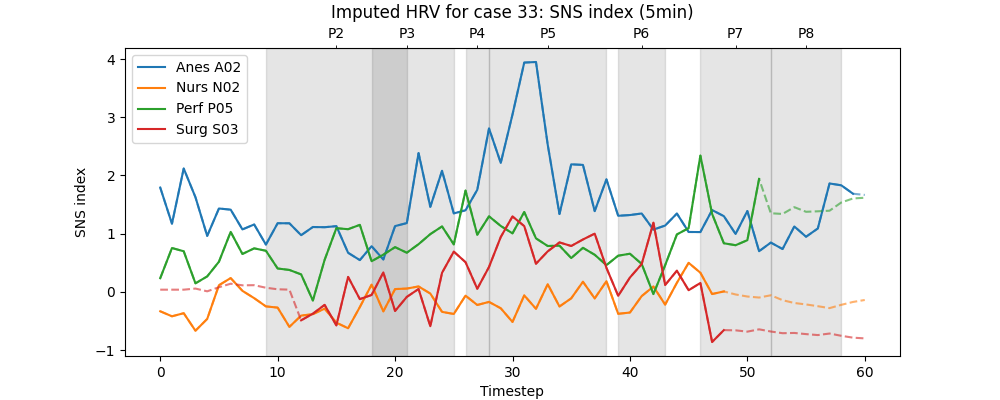 Imputed HRV for case 33: SNS index (5min)
P2 P3 P4 P5 P6 P7 P8
Anes A02
Nurs N02
Perf P05
Surg S03
SNS index
4
3
2
1
0
−1
0 10 20 30 40 50 60
Timestep